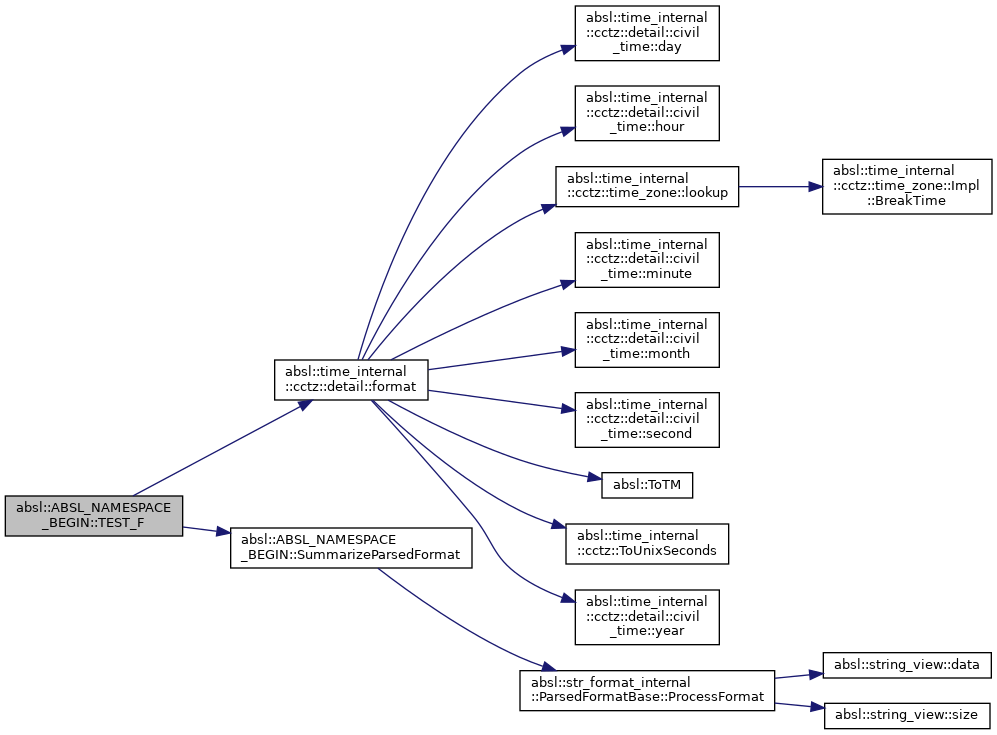 absl::time_internal
::cctz::detail::civil
_time::day
absl::time_internal
::cctz::detail::civil
_time::hour
absl::time_internal
::cctz::time_zone::lookup
absl::time_internal
::cctz::time_zone::Impl
::BreakTime
absl::time_internal
::cctz::detail::civil
_time::minute
absl::time_internal
::cctz::detail::civil
_time::month
absl::time_internal
::cctz::detail::format
absl::time_internal
::cctz::detail::civil
_time::second
absl::ToTM
absl::ABSL_NAMESPACE
_BEGIN::TEST_F
absl::ABSL_NAMESPACE
_BEGIN::SummarizeParsedFormat
absl::time_internal
::cctz::ToUnixSeconds
absl::time_internal
::cctz::detail::civil
_time::year
absl::str_format_internal
::ParsedFormatBase::ProcessFormat
absl::string_view::data
absl::string_view::size